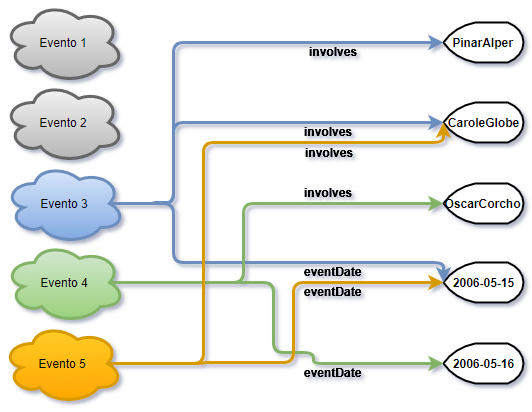 Evento 1
PinarAlper
involves
Evento 2
CaroleGlobe
involves
involves
Evento 3
involves
OscarCorcho
Evento 4
eventDate
2006-05-15
eventDate
Evento 5
2006-05-16
eventDate